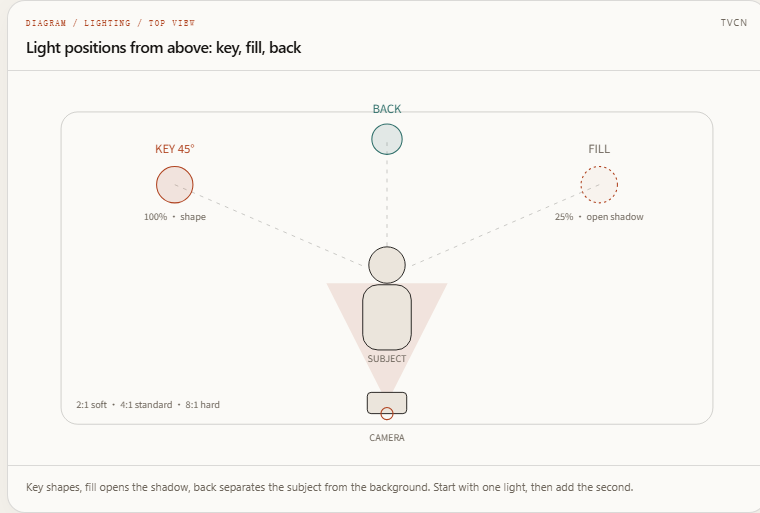 DIAGRAM / LIGHTING / TOP VIEW
TVCN
Light positions from above: key, fill, back
BACK
KEY 45°
FILL
100% • shape
25% • open shadow
SUBJECT
2:1 soft • 4:1 standard • 8:1 hard
CAMERA
Key shapes, fill opens the shadow, back separates the subject from the background. Start with one light, then add the second.